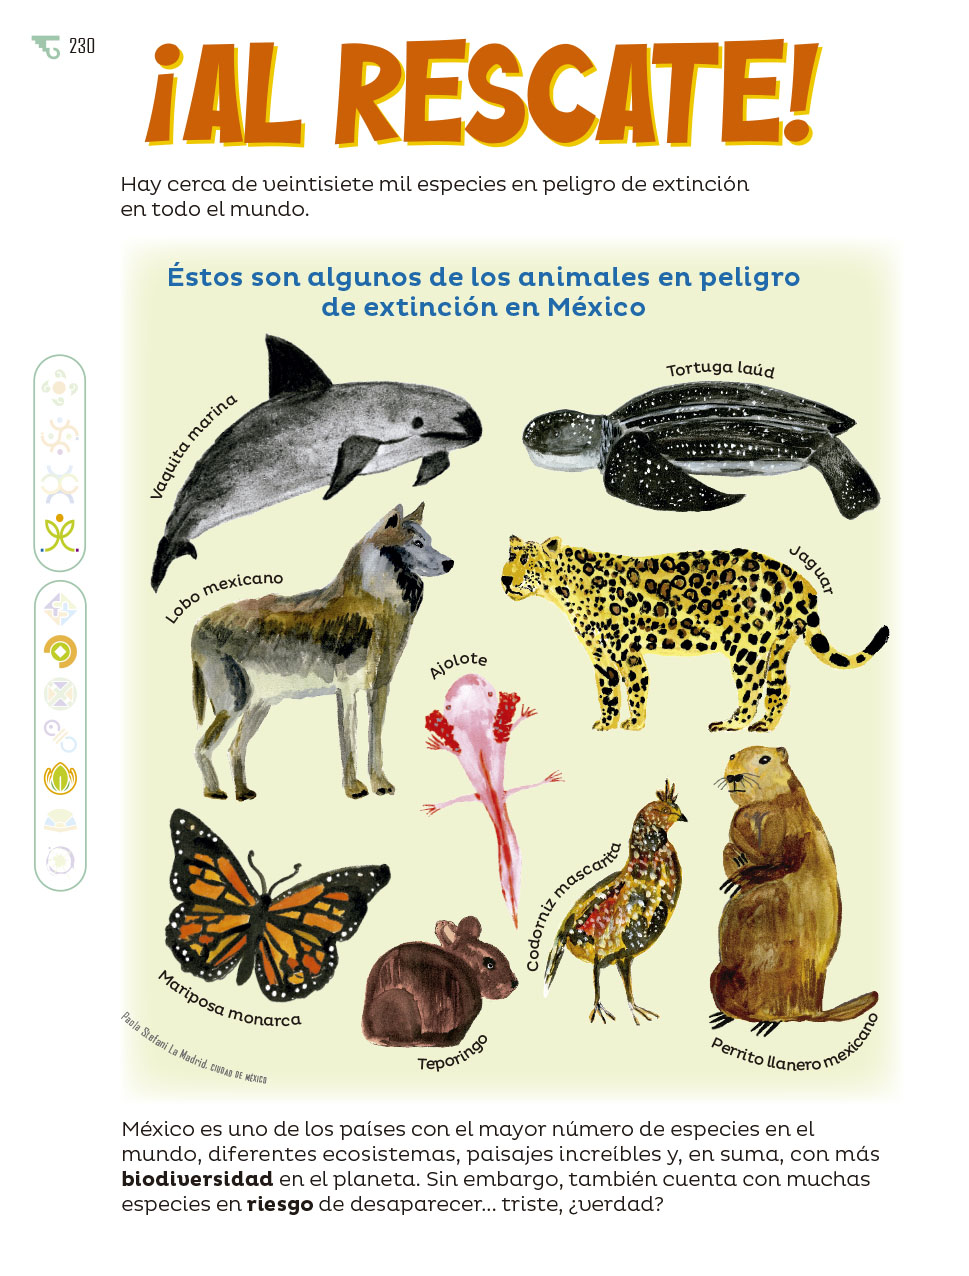 230
¡AL RESCATE!
Hay cerca de veintisiete mil especies en peligro de extinción
en todo el mundo.
Éstos son algunos de los animales en peligro
de extinción en México
Vaquita marina
Tortuga laúd
Lobo mexicano
Jaguar
Ajolote
Codorniz mascarita
Mariposa monarca
Teporingo
Perrito llanero mexicano
Paola Stefani La Madrid, CIUDAD DE MÉXICO
México es uno de los países con el mayor número de especies en el
mundo, diferentes ecosistemas, paisajes increíbles y, en suma, con más
biodiversidad en el planeta. Sin embargo, también cuenta con muchas
especies en riesgo de desaparecer... triste, ¿verdad?